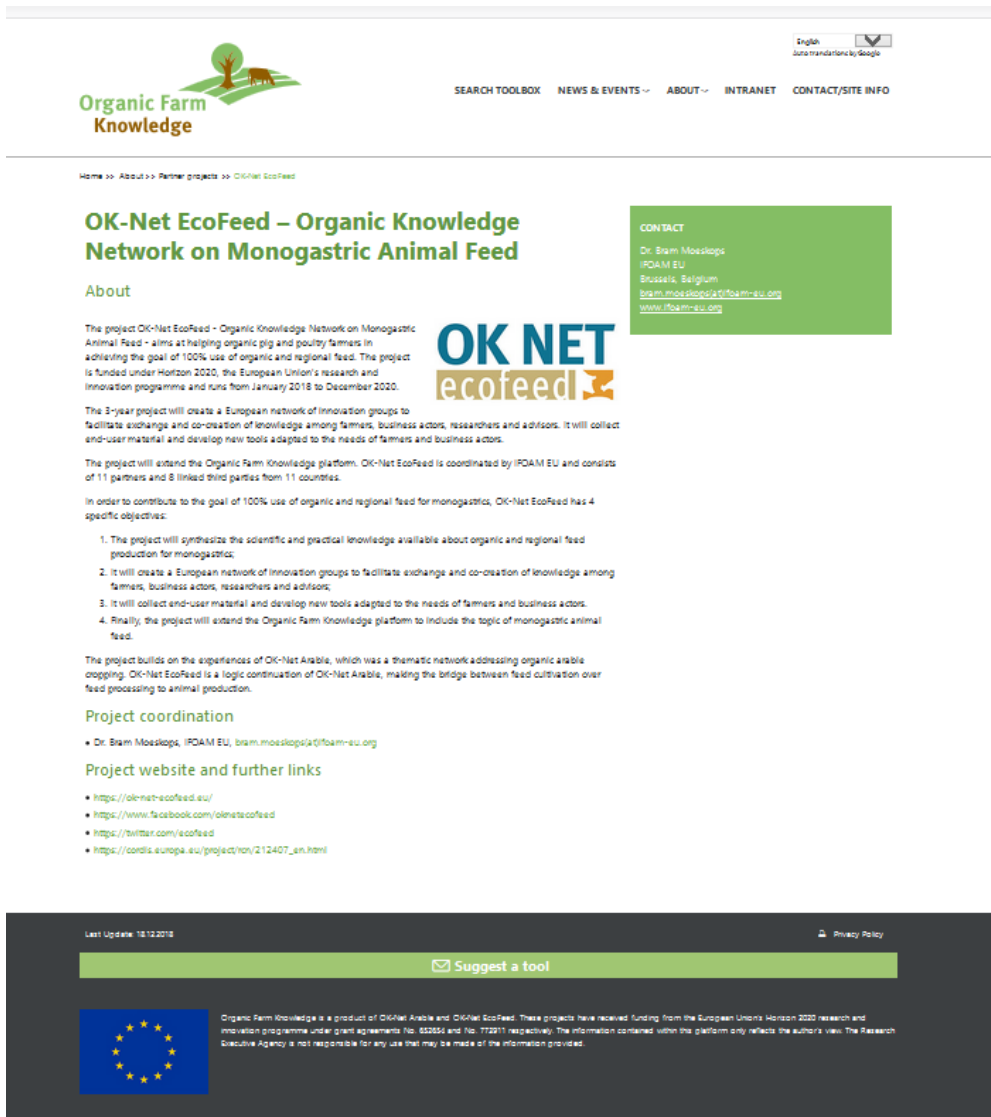 English
Auto translations by Google
Organic Farm
Knowledge
SEARCH TOOLBOX NEWS & EVENTS ABOUT INTRANET CONTACT/SITE INFO
Home >> About >> Partner projects >> OK-Net EcoFeed
OK-Net EcoFeed – Organic Knowledge
Network on Monogastric Animal Feed
About
The project OK-Net EcoFeed - Organic Knowledge Network on Monogastric
Animal Feed - aims at helping organic pig and poultry farmers in
achieving the goal of 100% use of organic and regional feed. The project
is funded under Horizon 2020, the European Union's research and
innovation programme and runs from January 2018 to December 2020.
OK NET
ecofeed
The 3-year project will create a European network of innovation groups to
facilitate exchange and co-creation of knowledge among farmers, business actors, researchers and advisors. It will collect
end-user material and develop new tools adapted to the needs of farmers and business actors.
The project will extend the Organic Farm Knowledge platform. OK-Net EcoFeed is coordinated by IFOAM EU and consists
of 11 partners and 8 linked third parties from 11 countries.
In order to contribute to the goal of 100% use of organic and regional feed for monogastrics, OK-Net EcoFeed has 4
specific objectives:
1. The project will synthesize the scientific and practical knowledge available about organic and regional feed
production for monogastrics;
2. It will create a European network of innovation groups to facilitate exchange and co-creation of knowledge among
farmers, business actors, researchers and advisors;
3. It will collect end-user material and develop new tools adapted to the needs of farmers and business actors.
4. Finally, the project will extend the Organic Farm Knowledge platform to include the topic of monogastric animal
feed.
The project builds on the experiences of OK-Net Arable, which was a thematic network addressing organic arable
cropping. OK-Net EcoFeed is a logic continuation of OK-Net Arable, making the bridge between feed cultivation over
feed processing to animal production.
Project coordination
• Dr. Bram Moeskops, IFOAM EU, bram.moeskops(at)ifoam-eu.org
Project website and further links
• https://ok-net-ecofeed.eu/
• https://www.facebook.com/oknetecofeed
• https://twitter.com/ecofeed
• https://cordis.europa.eu/project/rcn/212407_en.html
CONTACT
Dr. Bram Moeskops
IFOAM EU
Brussels, Belgium
bram.moeskops(at)ifoam-eu.org
www.ifoam-eu.org
Last Update: 18.12.2018
Privacy Policy
Suggest a tool
Organic Farm Knowledge is a product of OK-Net Arable and OK-Net EcoFeed. These projects have received funding from the European Union's Horizon 2020 research and
innovation programme under grant agreements No. 652654 and No. 772911 respectively. The information contained within this platform only reflects the author's view. The Research
Executive Agency is not responsible for any use that may be made of the information provided.